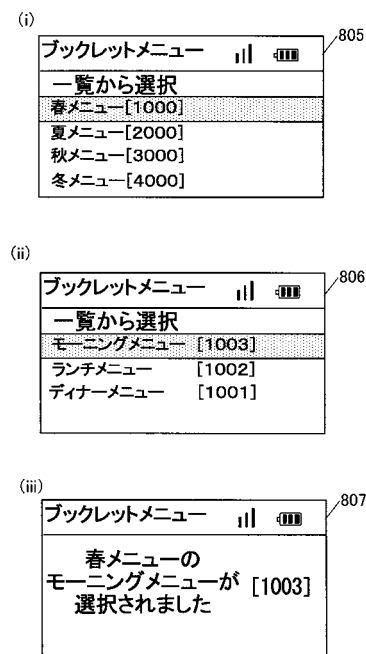 (i)
805
ブックレットメニュー
一覧から選択
春メニュー[1000]
夏メニュー[2000]
秋メニュー[3000]
冬メニュー[4000]
(ii)
806
ブックレットメニュー
一覧から選択
モーニングメニュー [1003]
ランチメニュー [1002]
ディナーメニュー [1001]
(iii)
807
ブックレットメニュー
春メニューの
モーニングメニューが [1003]
選択されました